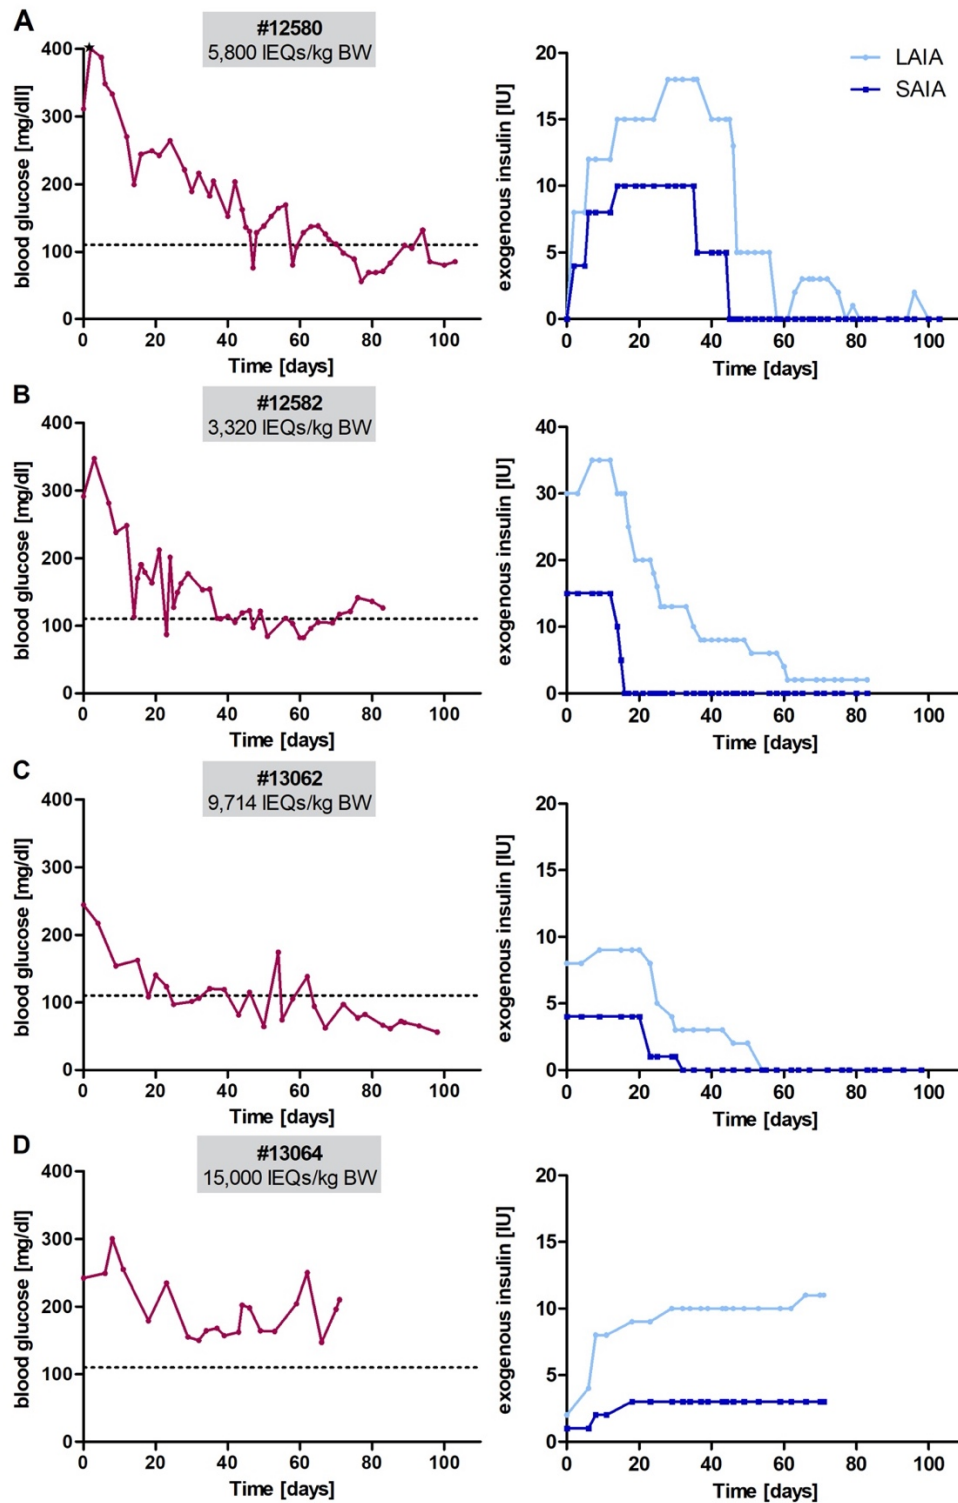 A
#12580
5,800 IEQs/kg BW
blood glucose [mg/dll]
400
300
200
100
0
0 20 40 60 80 100
Time [days]
exogenous insulin [IU]
20
15
10
5
0
0 20 40 60 80 100
Time [days]
LAIA
SAIA
B
#12582
3,320 IEQs/kg BW
blood glucose [mg/dl]
400
300
200
100
0
0 20 40 60 80 100
Time [days]
exogenous insulin [IU]
40
30
20
10
0
0 20 40 60 80 100
Time [days]
C
#13062
9,714 IEQs/kg BW
blood glucose [mg/dl]
400
300
200
100
0
0 20 40 60 80 100
Time [days]
exogenous insulin [IU]
20
15
10
5
0
0 20 40 60 80 100
Time [days]
D
#13064
15,000 IEQs/kg BW
blood glucose [mg/dl]
400
300
200
100
0
0 20 40 60 80 100
Time [days]
exogenous insulin [IU]
20
15
10
5
0
0 20 40 60 80 100
Time [days]